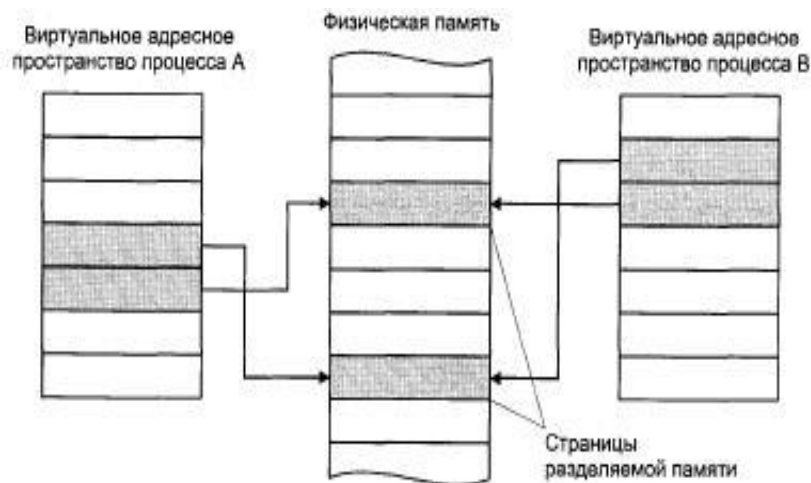 Виртуальное адресное
пространство процесса A
Физическая память
Виртуальное адресное
пространство процесса B
Страницы
разделяемой памяти